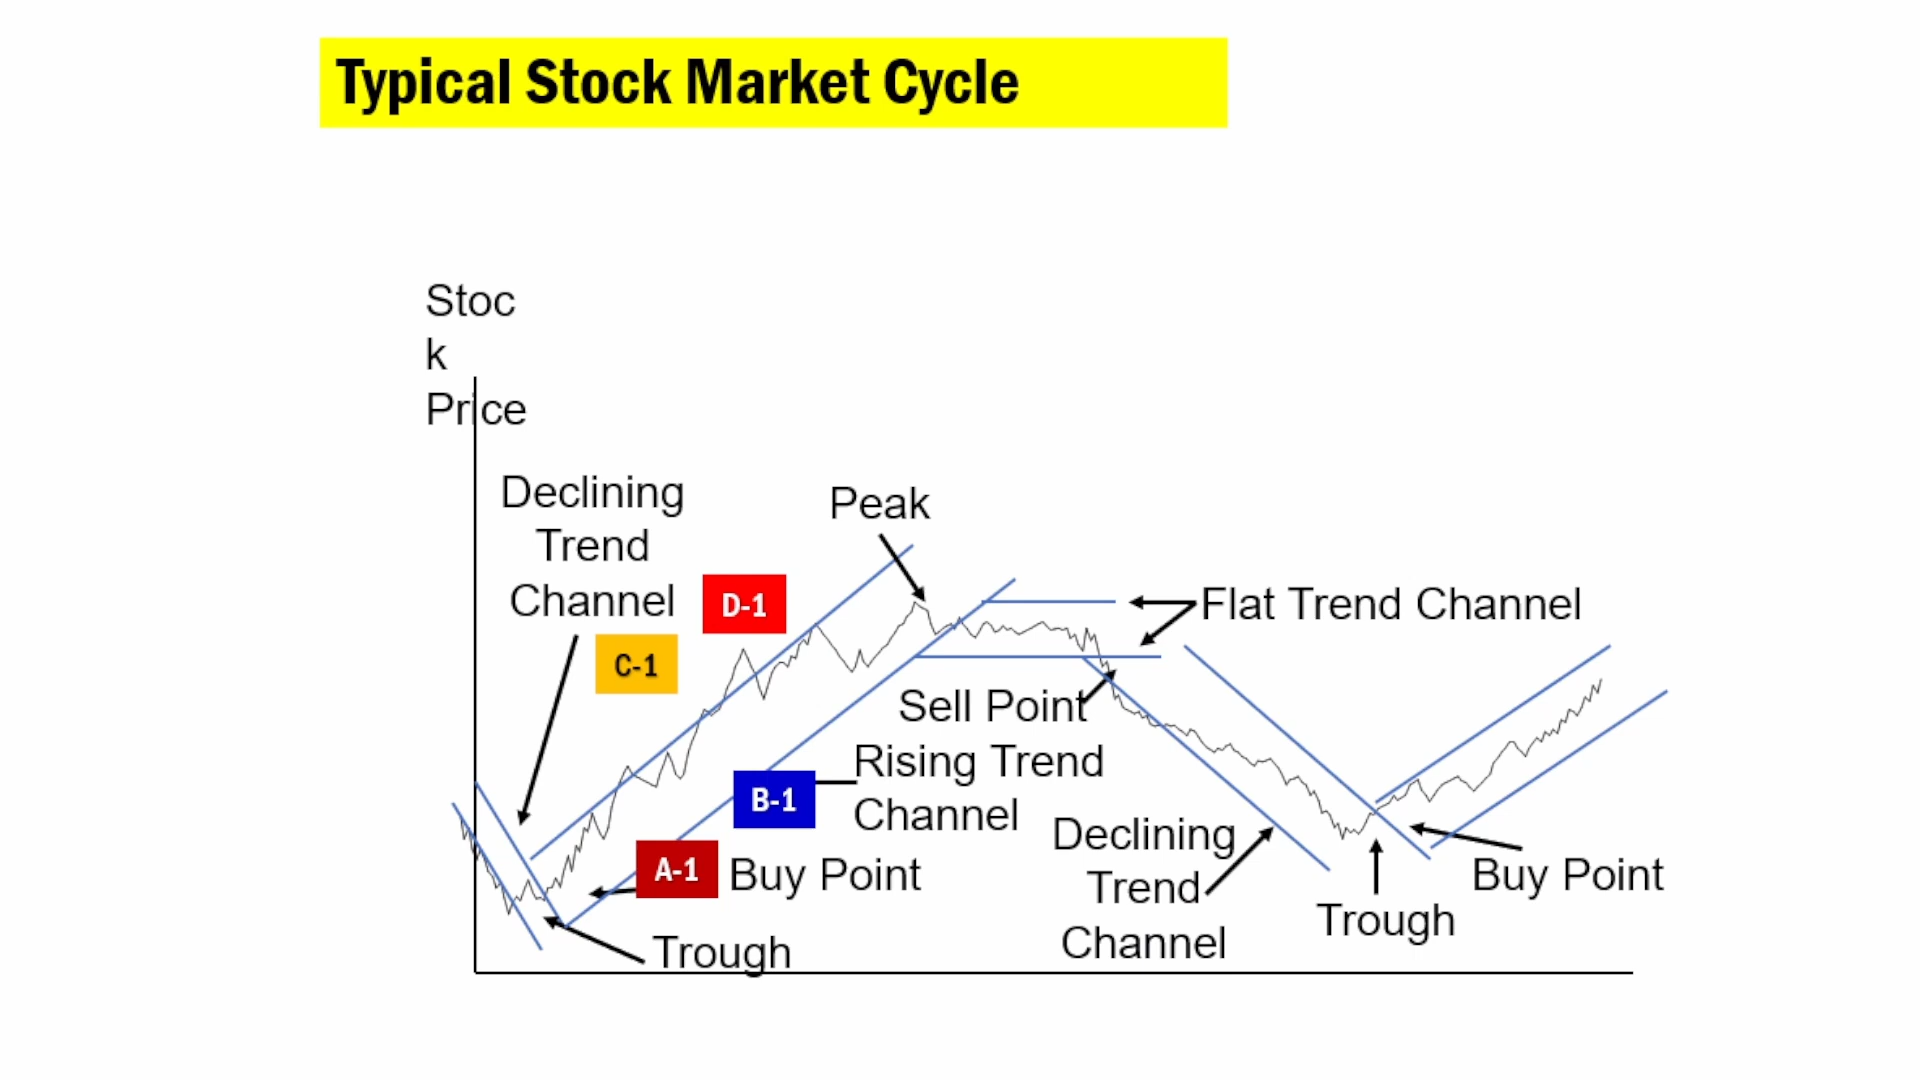 Typical Stock Market Cycle
Stoc
k
Price
Declining
Trend
Channel
Peak
D-1
C-1
Flat Trend Channel
Sell Point
Rising Trend
Channel
B-1
A-1
Buy Point
Trough
Declining
Trend
Channel
Trough
Buy Point